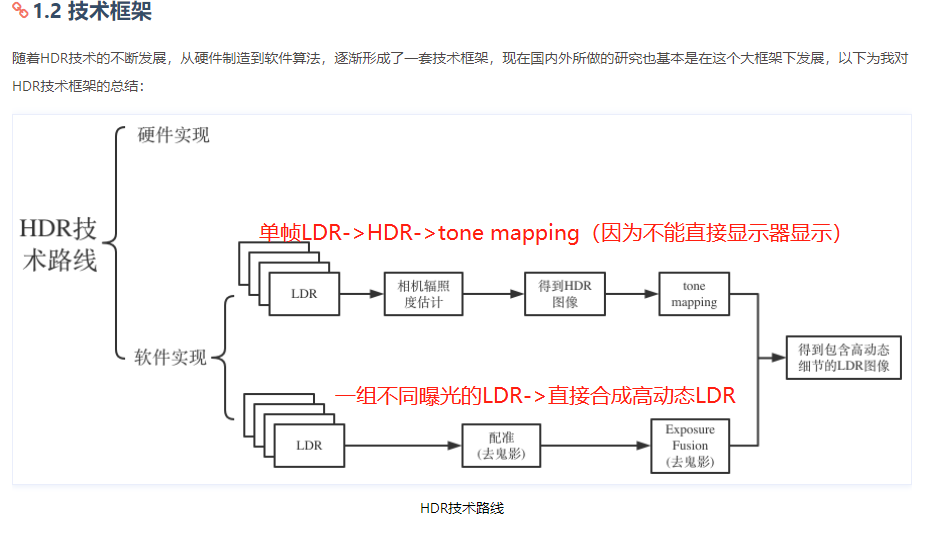 1.2 技术框架
随着HDR技术的不断发展，从硬件制造到软件算法，逐渐形成了一套技术框架，现在国内外所做的研究也基本是在这个大框架下发展，以下为我对
HDR技术框架的总结：
硬件实现
HDR技
术路线
单帧LDR->HDR->tone mapping（因为不能直接显示器显示）
LDR
相机辐照
度估计
得到HDR
图像
tone
mapping
得到包含高动态
细节的LDR图像
软件实现
一组不同曝光的LDR->直接合成高动态LDR
LDR
配准
(去鬼影)
Exposure
Fusion
(去鬼影)
HDR技术路线